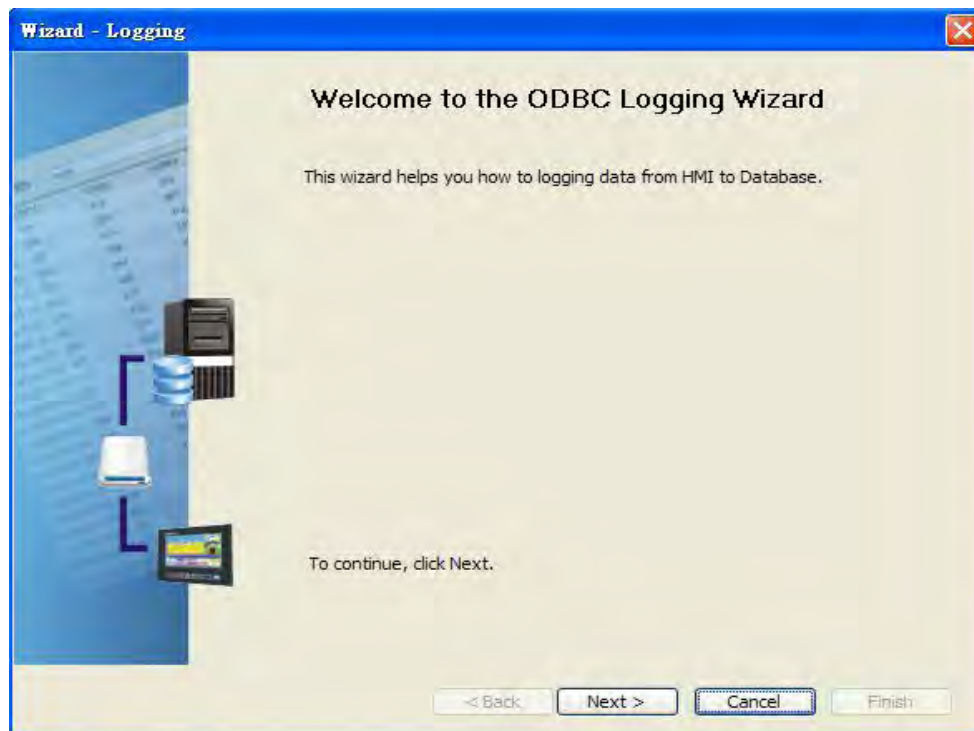 Wizard - Logging
Welcome to the ODBC Logging Wizard
This wizard helps you how to logging data from HMI to Database.
To continue, click Next.
< Back
Next >
Cancel
Finish